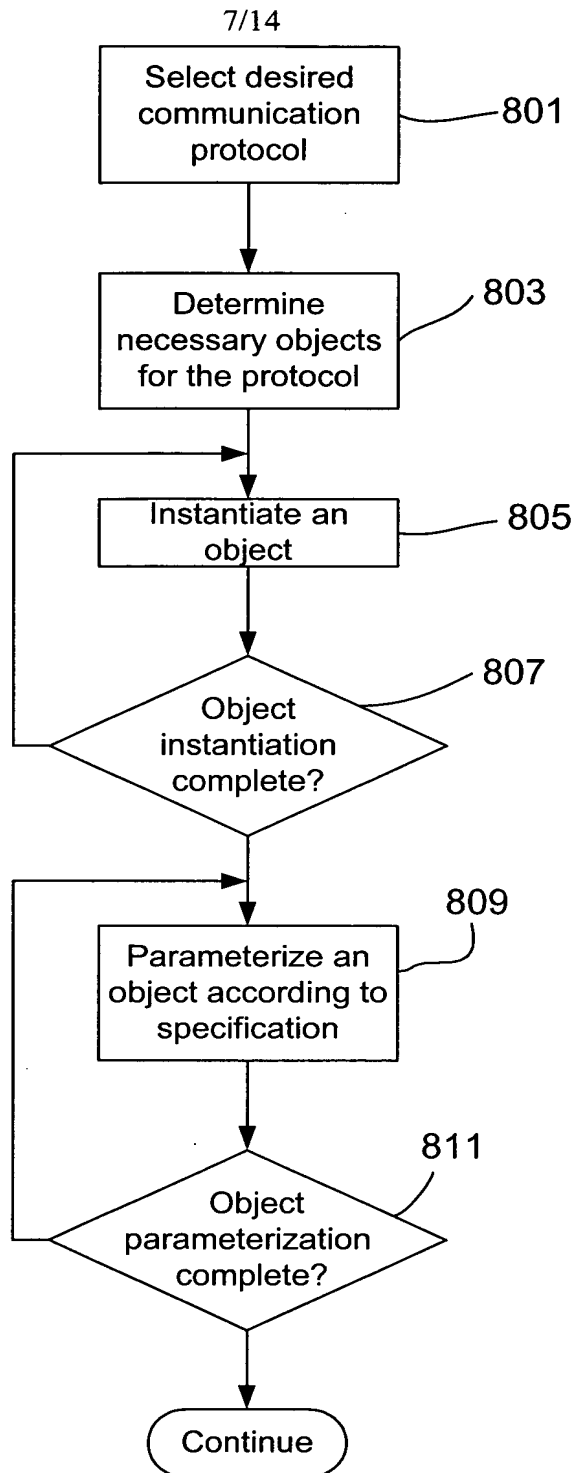 7/14
Select desired
communication
protocol
801
Determine
necessary objects
for the protocol
803
Instantiate an
object
805
Object
instantiation
complete?
807
Parameterize an
object according to
specification
809
Object
parameterization
complete?
811
Continue